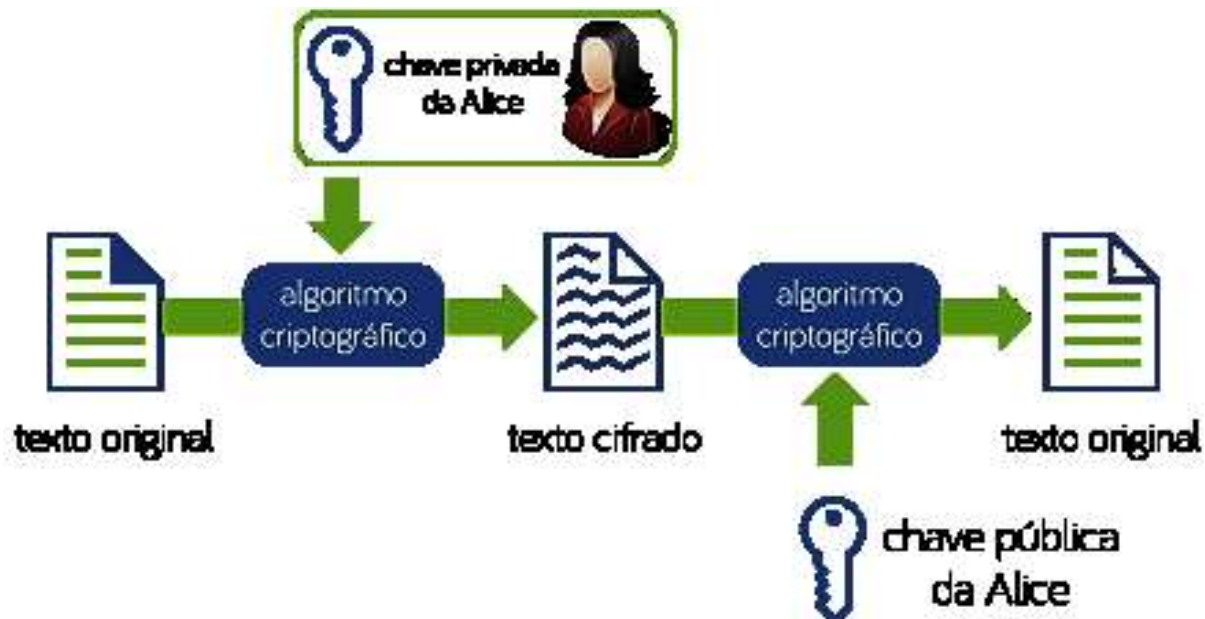 chave privada
da Alice
algoritmo
criptográfico
algoritmo
criptográfico
texto original
texto cifrado
texto original
chave pública
da Alice